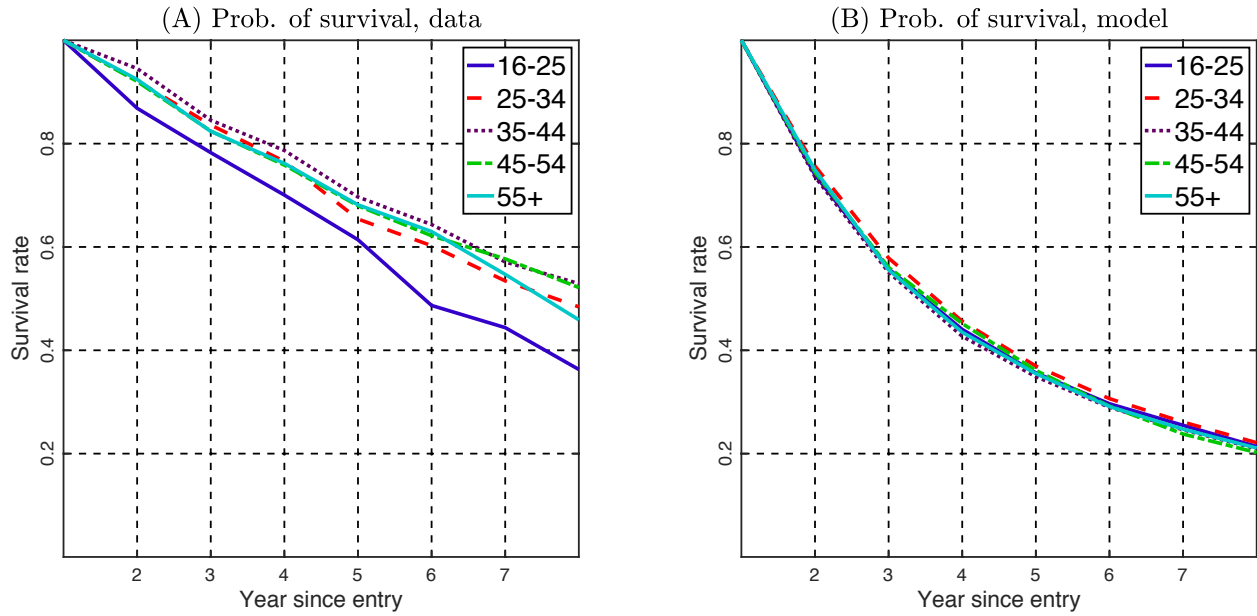 (A) Prob. of survival, data
16-25
25-34
35-44
45-54
55+
Survival rate
0.8
0.6
0.4
0.2
2 3 4 5 6 7
Year since entry
(B) Prob. of survival, model
16-25
25-34
35-44
45-54
55+
Survival rate
0.8
0.6
0.4
0.2
2 3 4 5 6 7
Year since entry